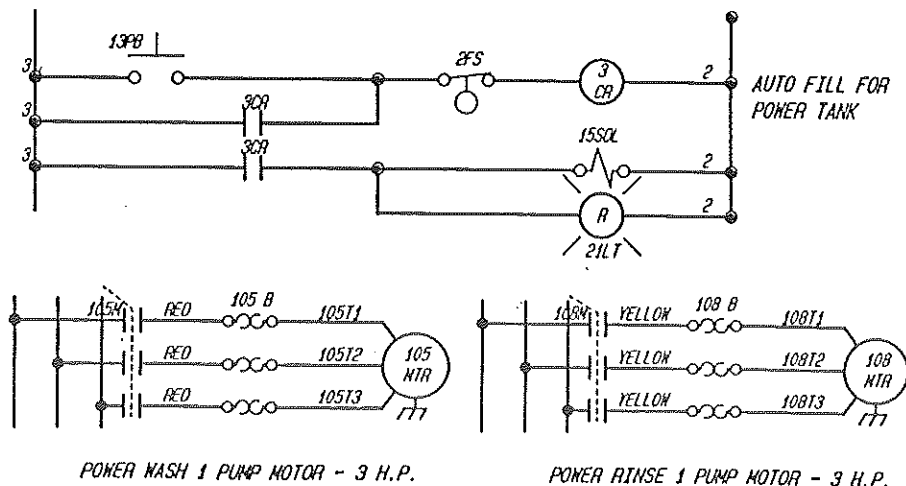 13PB
3
2FS
3
CR
2
AUTO FILL FOR
POWER TANK
3
3CR
3
3CR
15SOL
2
R
2
21LT
105M
RED
105 B
105T1
RED
105T2
105
MTR
RED
105T3
POWER WASH 1 PUMP MOTOR - 3 H.P.
108M
YELLOW
108 B
108T1
YELLOW
108T2
108
MTR
YELLOW
108T3
POWER RINSE 1 PUMP MOTOR - 3 H.P.